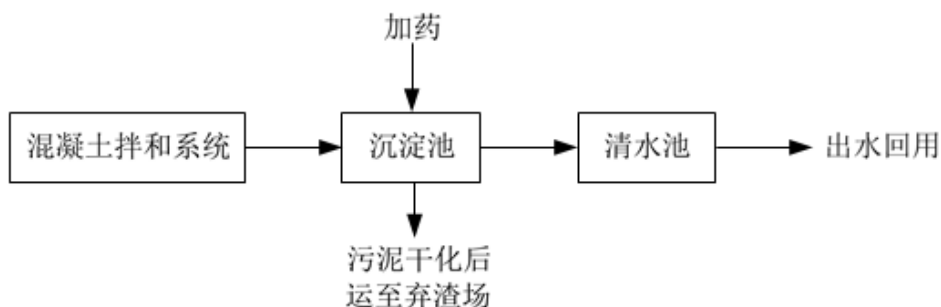 加药
混凝土拌和系统
沉淀池
清水池
出水回用
污泥干化后
运至弃渣场